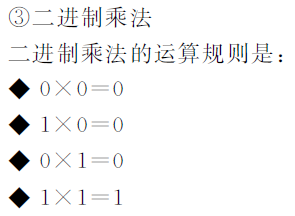 ③二进制乘法
二进制乘法的运算规则是：
◆ 0×0＝0
◆ 1×0＝0
◆ 0×1＝0
◆ 1×1＝1